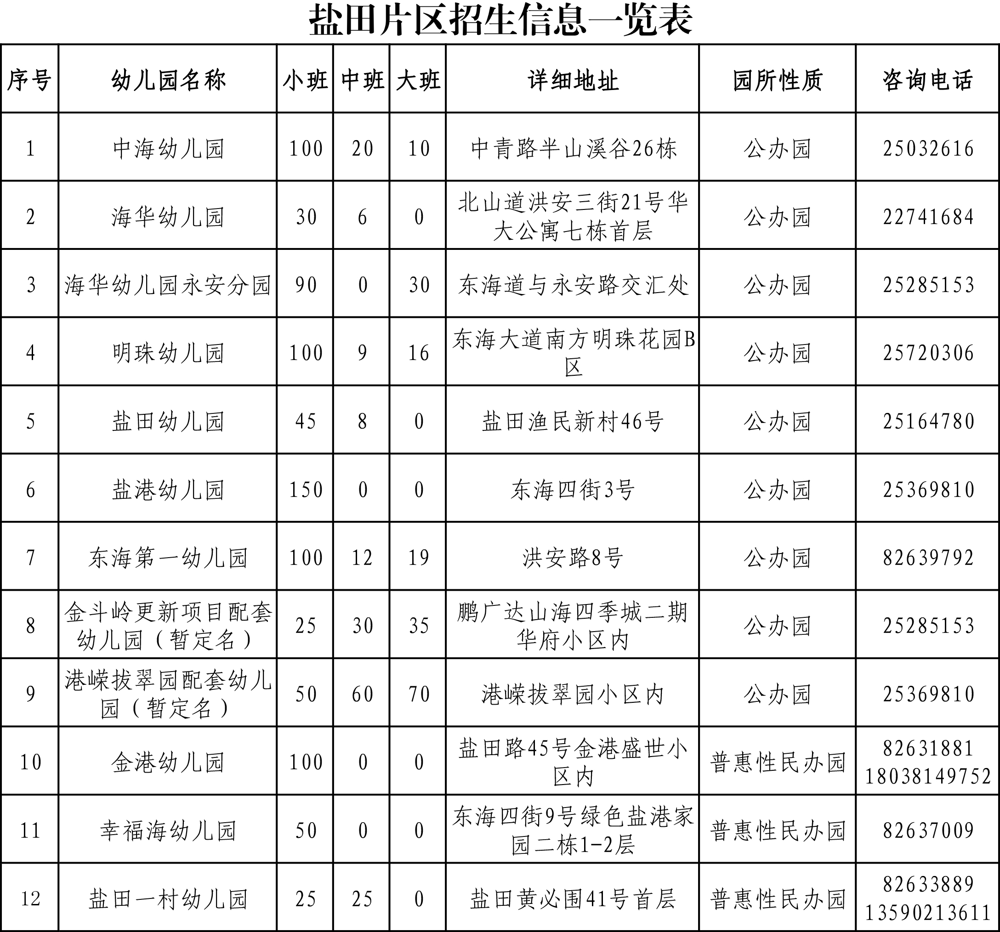 盐田片区招生信息一览表
序号 幼儿园名称 小班 中班 大班 详细地址 园所性质 咨询电话
1 中海幼儿园 100 20 10 中青路半山溪谷26栋 公办园 25032616
2 海华幼儿园 30 6 0 北山道洪安三街21号华
大公寓七栋首层 公办园 22741684
3 海华幼儿园永安分园 90 0 30 东海道与永安路交汇处 公办园 25285153
4 明珠幼儿园 100 9 16 东海大道南方明珠花园B
区 公办园 25720306
5 盐田幼儿园 45 8 0 盐田渔民新村46号 公办园 25164780
6 盐港幼儿园 150 0 0 东海四街3号 公办园 25369810
7 东海第一幼儿园 100 12 19 洪安路8号 公办园 82639792
8 金斗岭更新项目配套
幼儿园（暂定名） 25 30 35 鹏广达山海四季城二期
华府小区内 公办园 25285153
9 港嵘拔翠园配套幼儿
园（暂定名） 50 60 70 港嵘拔翠园小区内 公办园 25369810
10 金港幼儿园 100 0 0 盐田路45号金港盛世小
区内 普惠性民办园 82631881
18038149752
11 幸福海幼儿园 50 0 0 东海四街9号绿色盐港家
园二栋1-2层 普惠性民办园 82637009
12 盐田一村幼儿园 25 25 0 盐田黄必围41号首层 普惠性民办园 82633889
13590213611